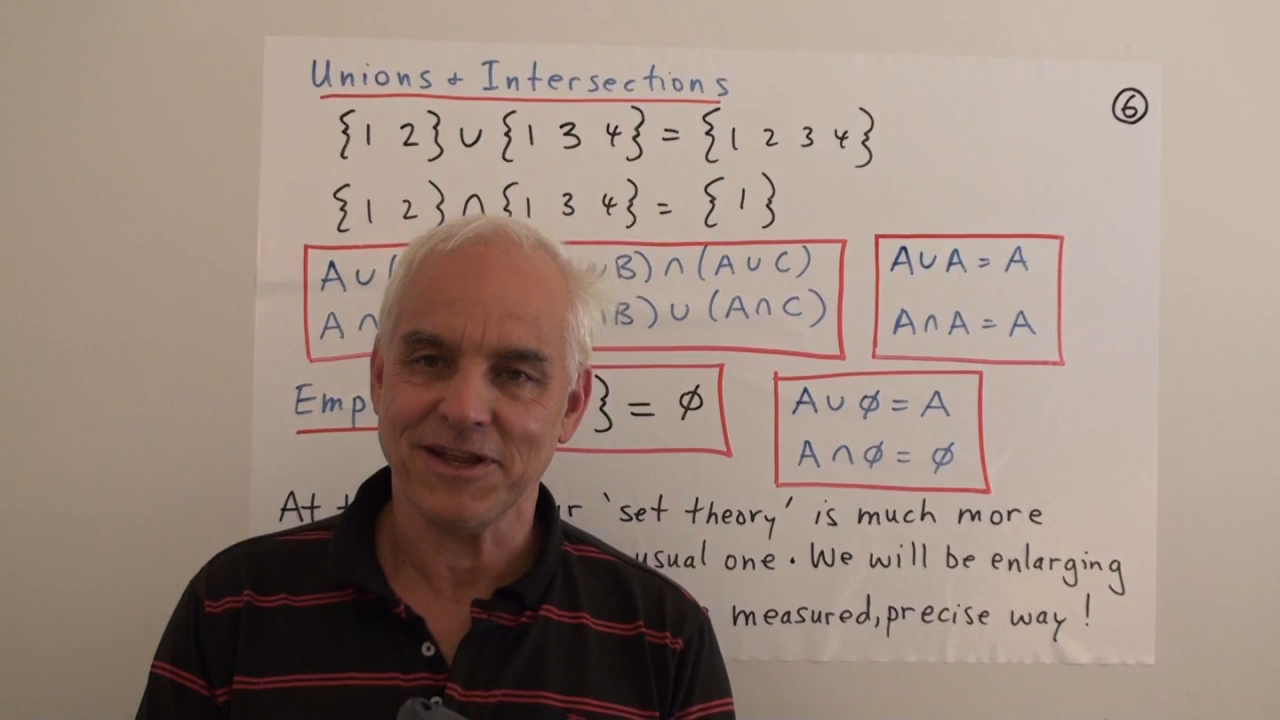 Unions + Intersections
6
{1 2} ∪ {1 3 4} = {1 2 3 4}
{1 2} ∩ {1 3 4} = {1}
A∪( ∪B)∩(A∪C)
A∩ ∩B)∪(A∩C)
A∪A = A
A∩A = A
Emp } = ∅
A∪∅ = A
A∩∅ = ∅
At 'set theory' is much more
usual one. We will be enlarging
measured, precise way!